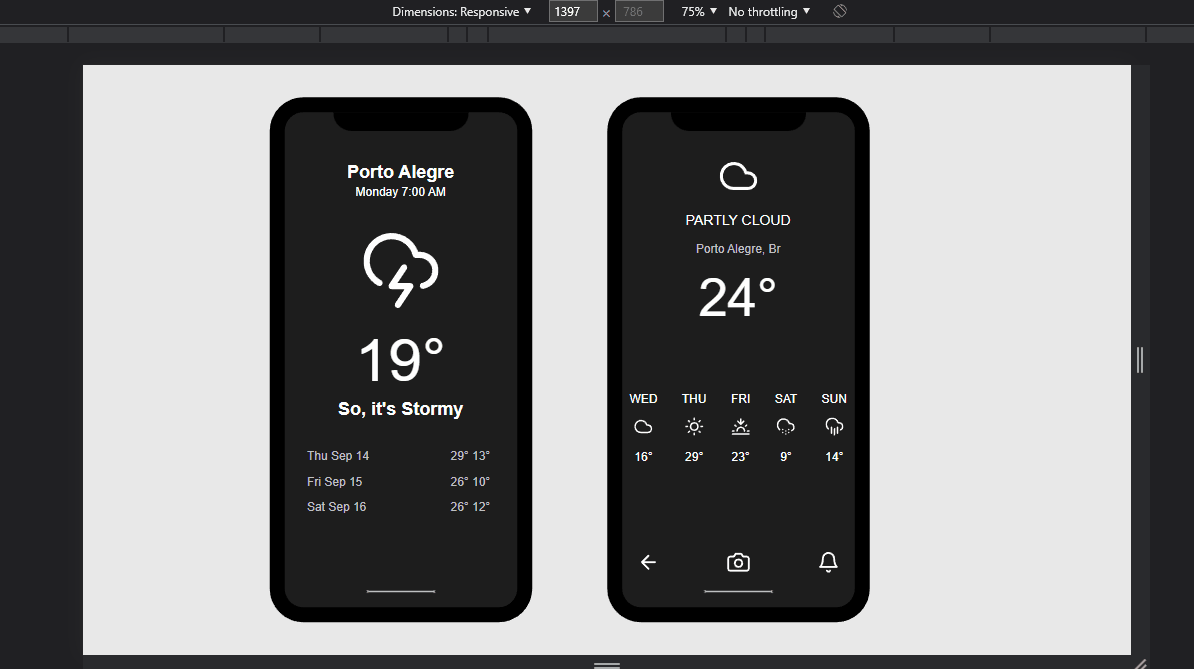 Dimensions: Responsive 1397 × 786 75% No throttling
Porto Alegre
Monday 7:00 AM
19°
So, it's Stormy
Thu Sep 14 29° 13°
Fri Sep 15 26° 10°
Sat Sep 16 26° 12°
PARTLY CLOUD
Porto Alegre, Br
24°
WED THU FRI SAT SUN
16° 29° 23° 9° 14°